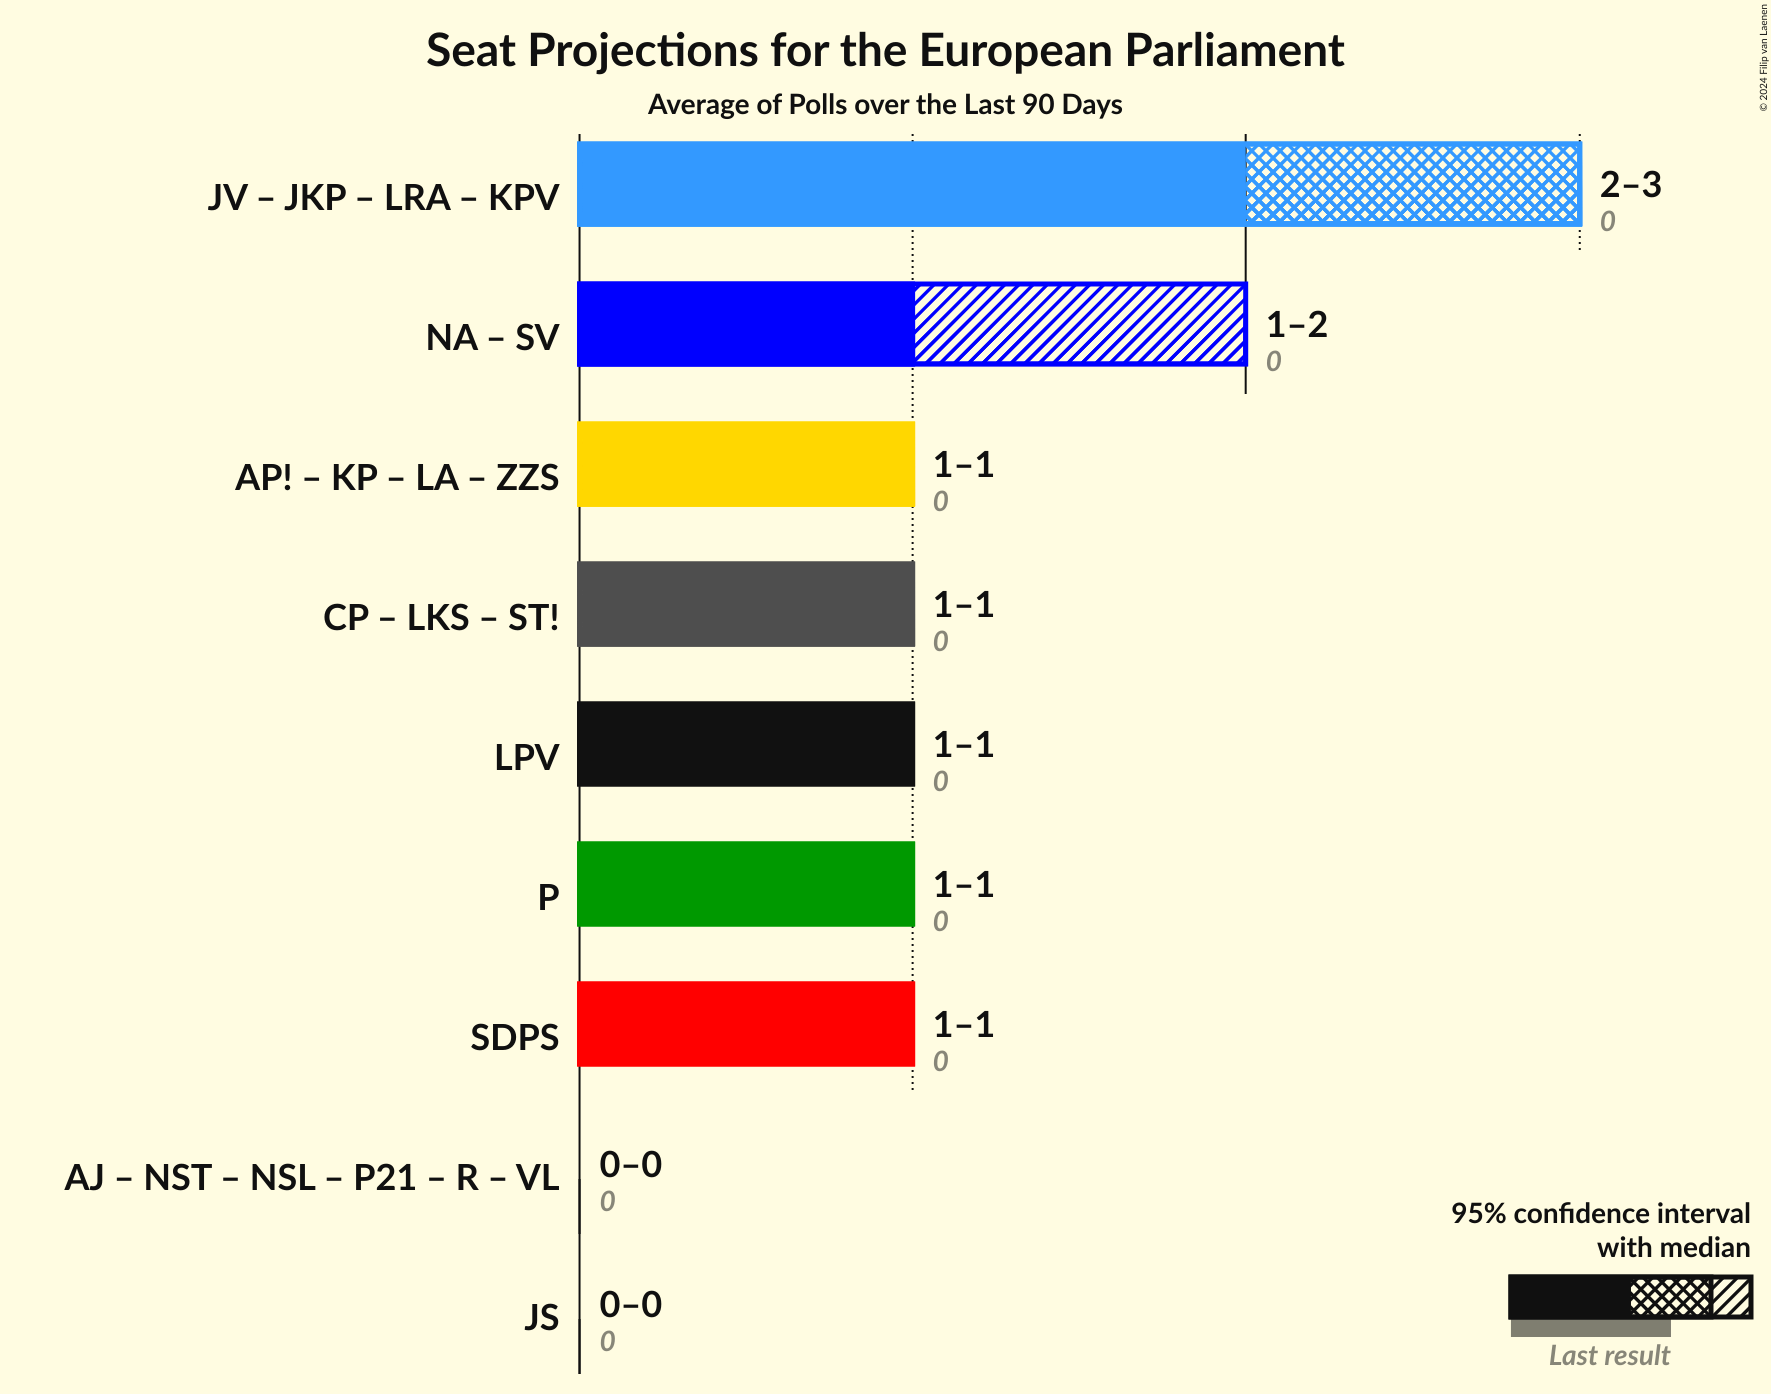 Seat Projections for the European Parliament
Average of Polls over the Last 90 Days
© 2024 Filip van Laenen
JV – JKP – LRA – KPV
2–3
0
NA – SV
1–2
0
AP! – KP – LA – ZZS
1–1
0
CP – LKS – ST!
1–1
0
LPV
1–1
0
P
1–1
0
SDPS
1–1
0
AJ – NST – NSL – P21 – R – VL
0–0
0
JS
0–0
0
95% confidence interval
with median
Last result